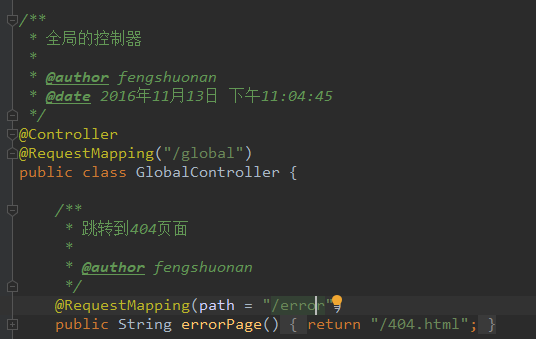 /**
 * 全局的控制器
 *
 * @author fengshuonan
 * @date 2016年11月13日 下午11:04:45
 */
@Controller
@RequestMapping("/global")
public class GlobalController {
    /**
     * 跳转到404页面
     *
     * @author fengshuonan
     */
    @RequestMapping(path = "/error")
    public String errorPage() { return "/404.html"; }